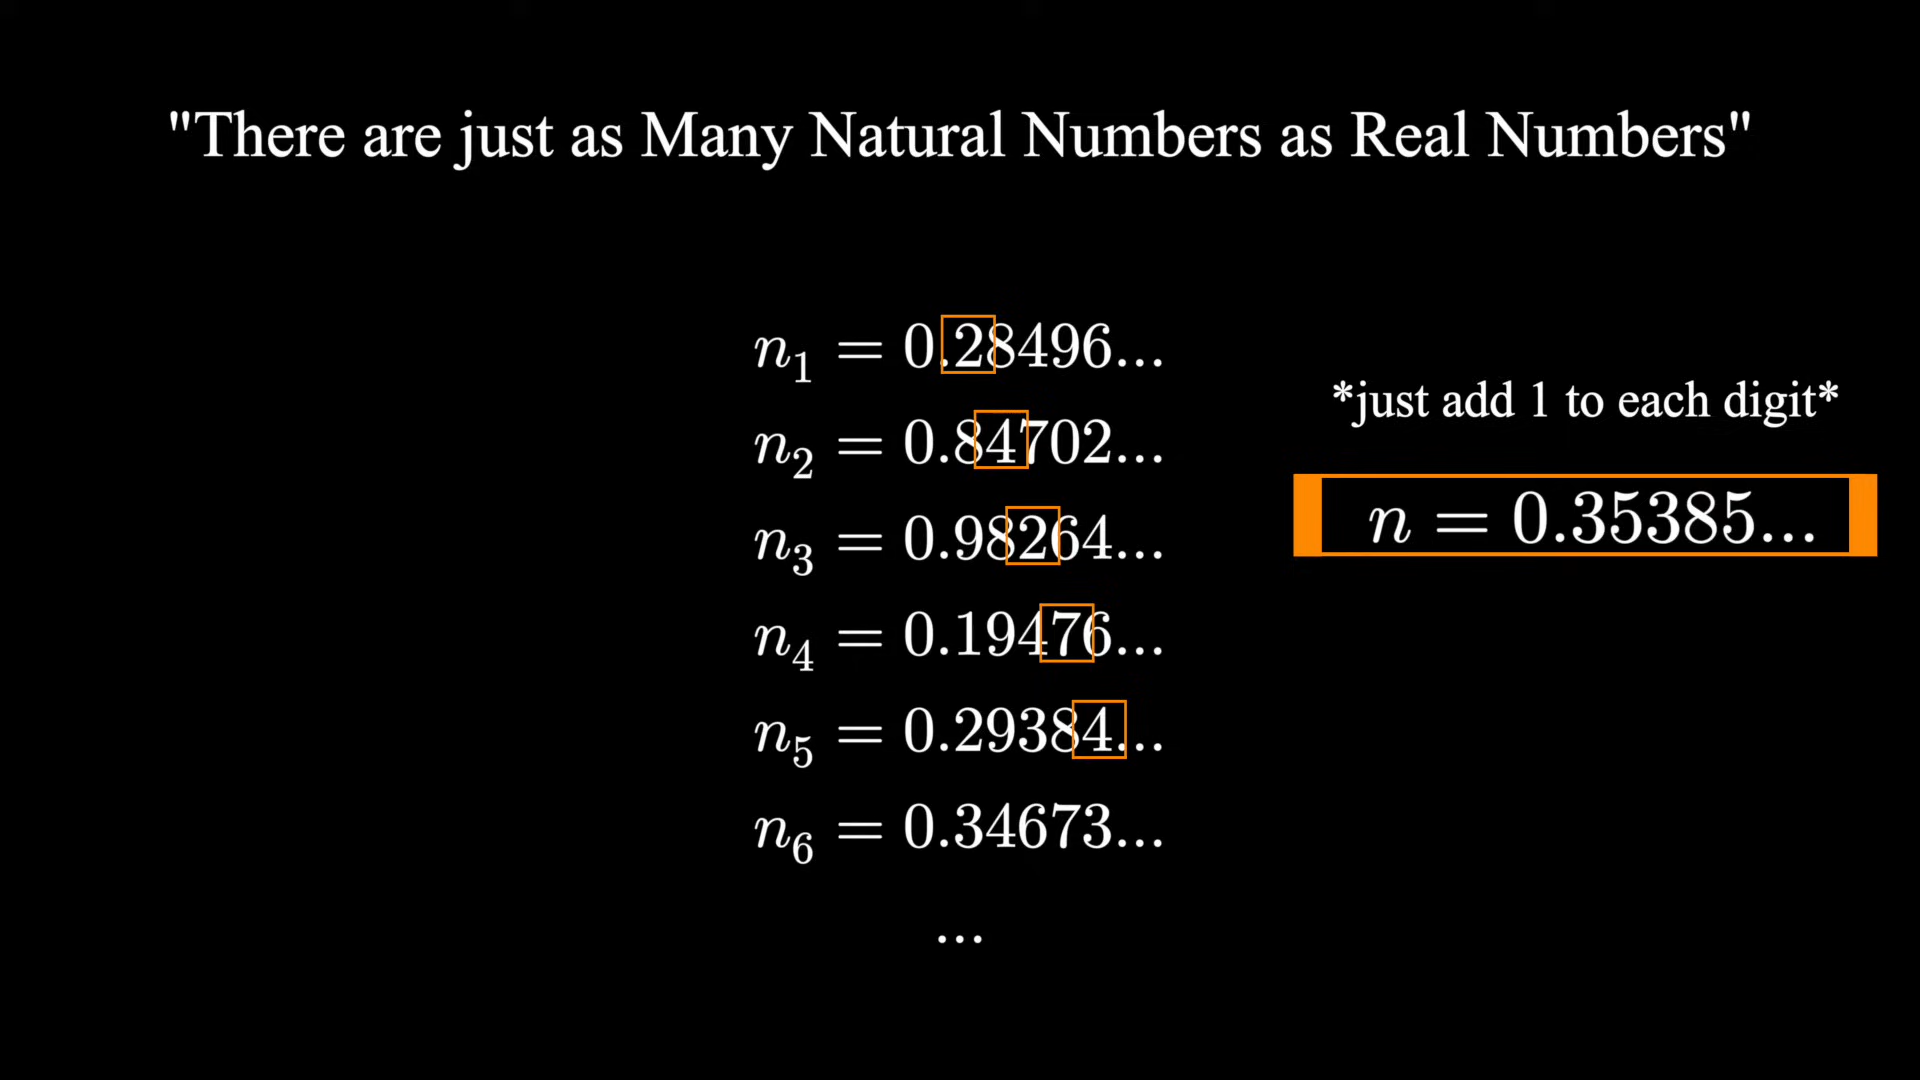 "There are just as Many Natural Numbers as Real Numbers"
n₁ = 0.28496...
n₂ = 0.84702...
n₃ = 0.98264...
n₄ = 0.19476...
n₅ = 0.29384...
n₆ = 0.34673...
...
*just add 1 to each digit*
n = 0.35385...